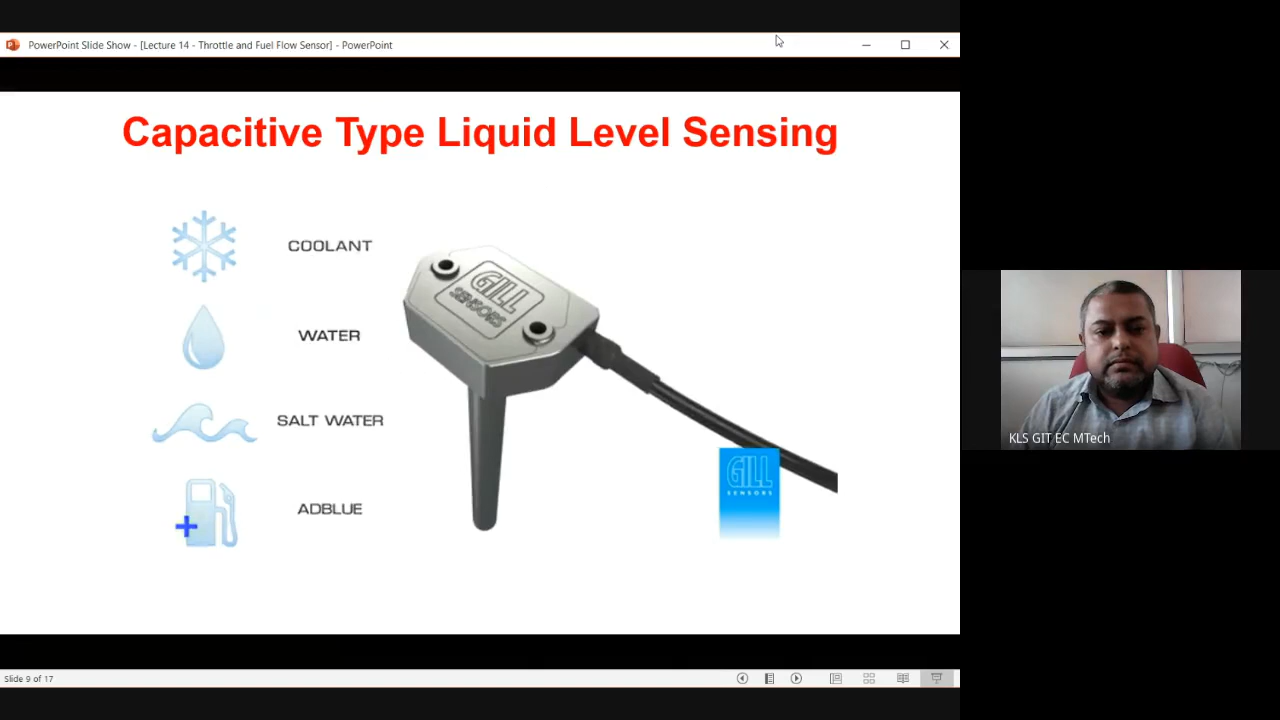 PowerPoint Slide Show - [Lecture 14 - Throttle and Fuel Flow Sensor] - PowerPoint
Capacitive Type Liquid Level Sensing
COOLANT
WATER
SALT WATER
ADBLUE
GILL
SENSORS
GILL
SENSORS
KLS GIT EC MTech
Slide 9 of 17